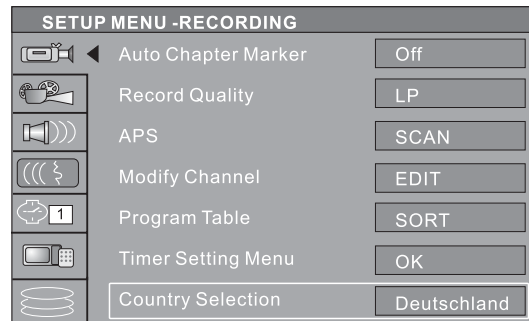 SETUP MENU -RECORDING
Auto Chapter Marker Off
Record Quality LP
APS SCAN
Modify Channel EDIT
1 Program Table SORT
Timer Setting Menu OK
Country Selection Deutschland